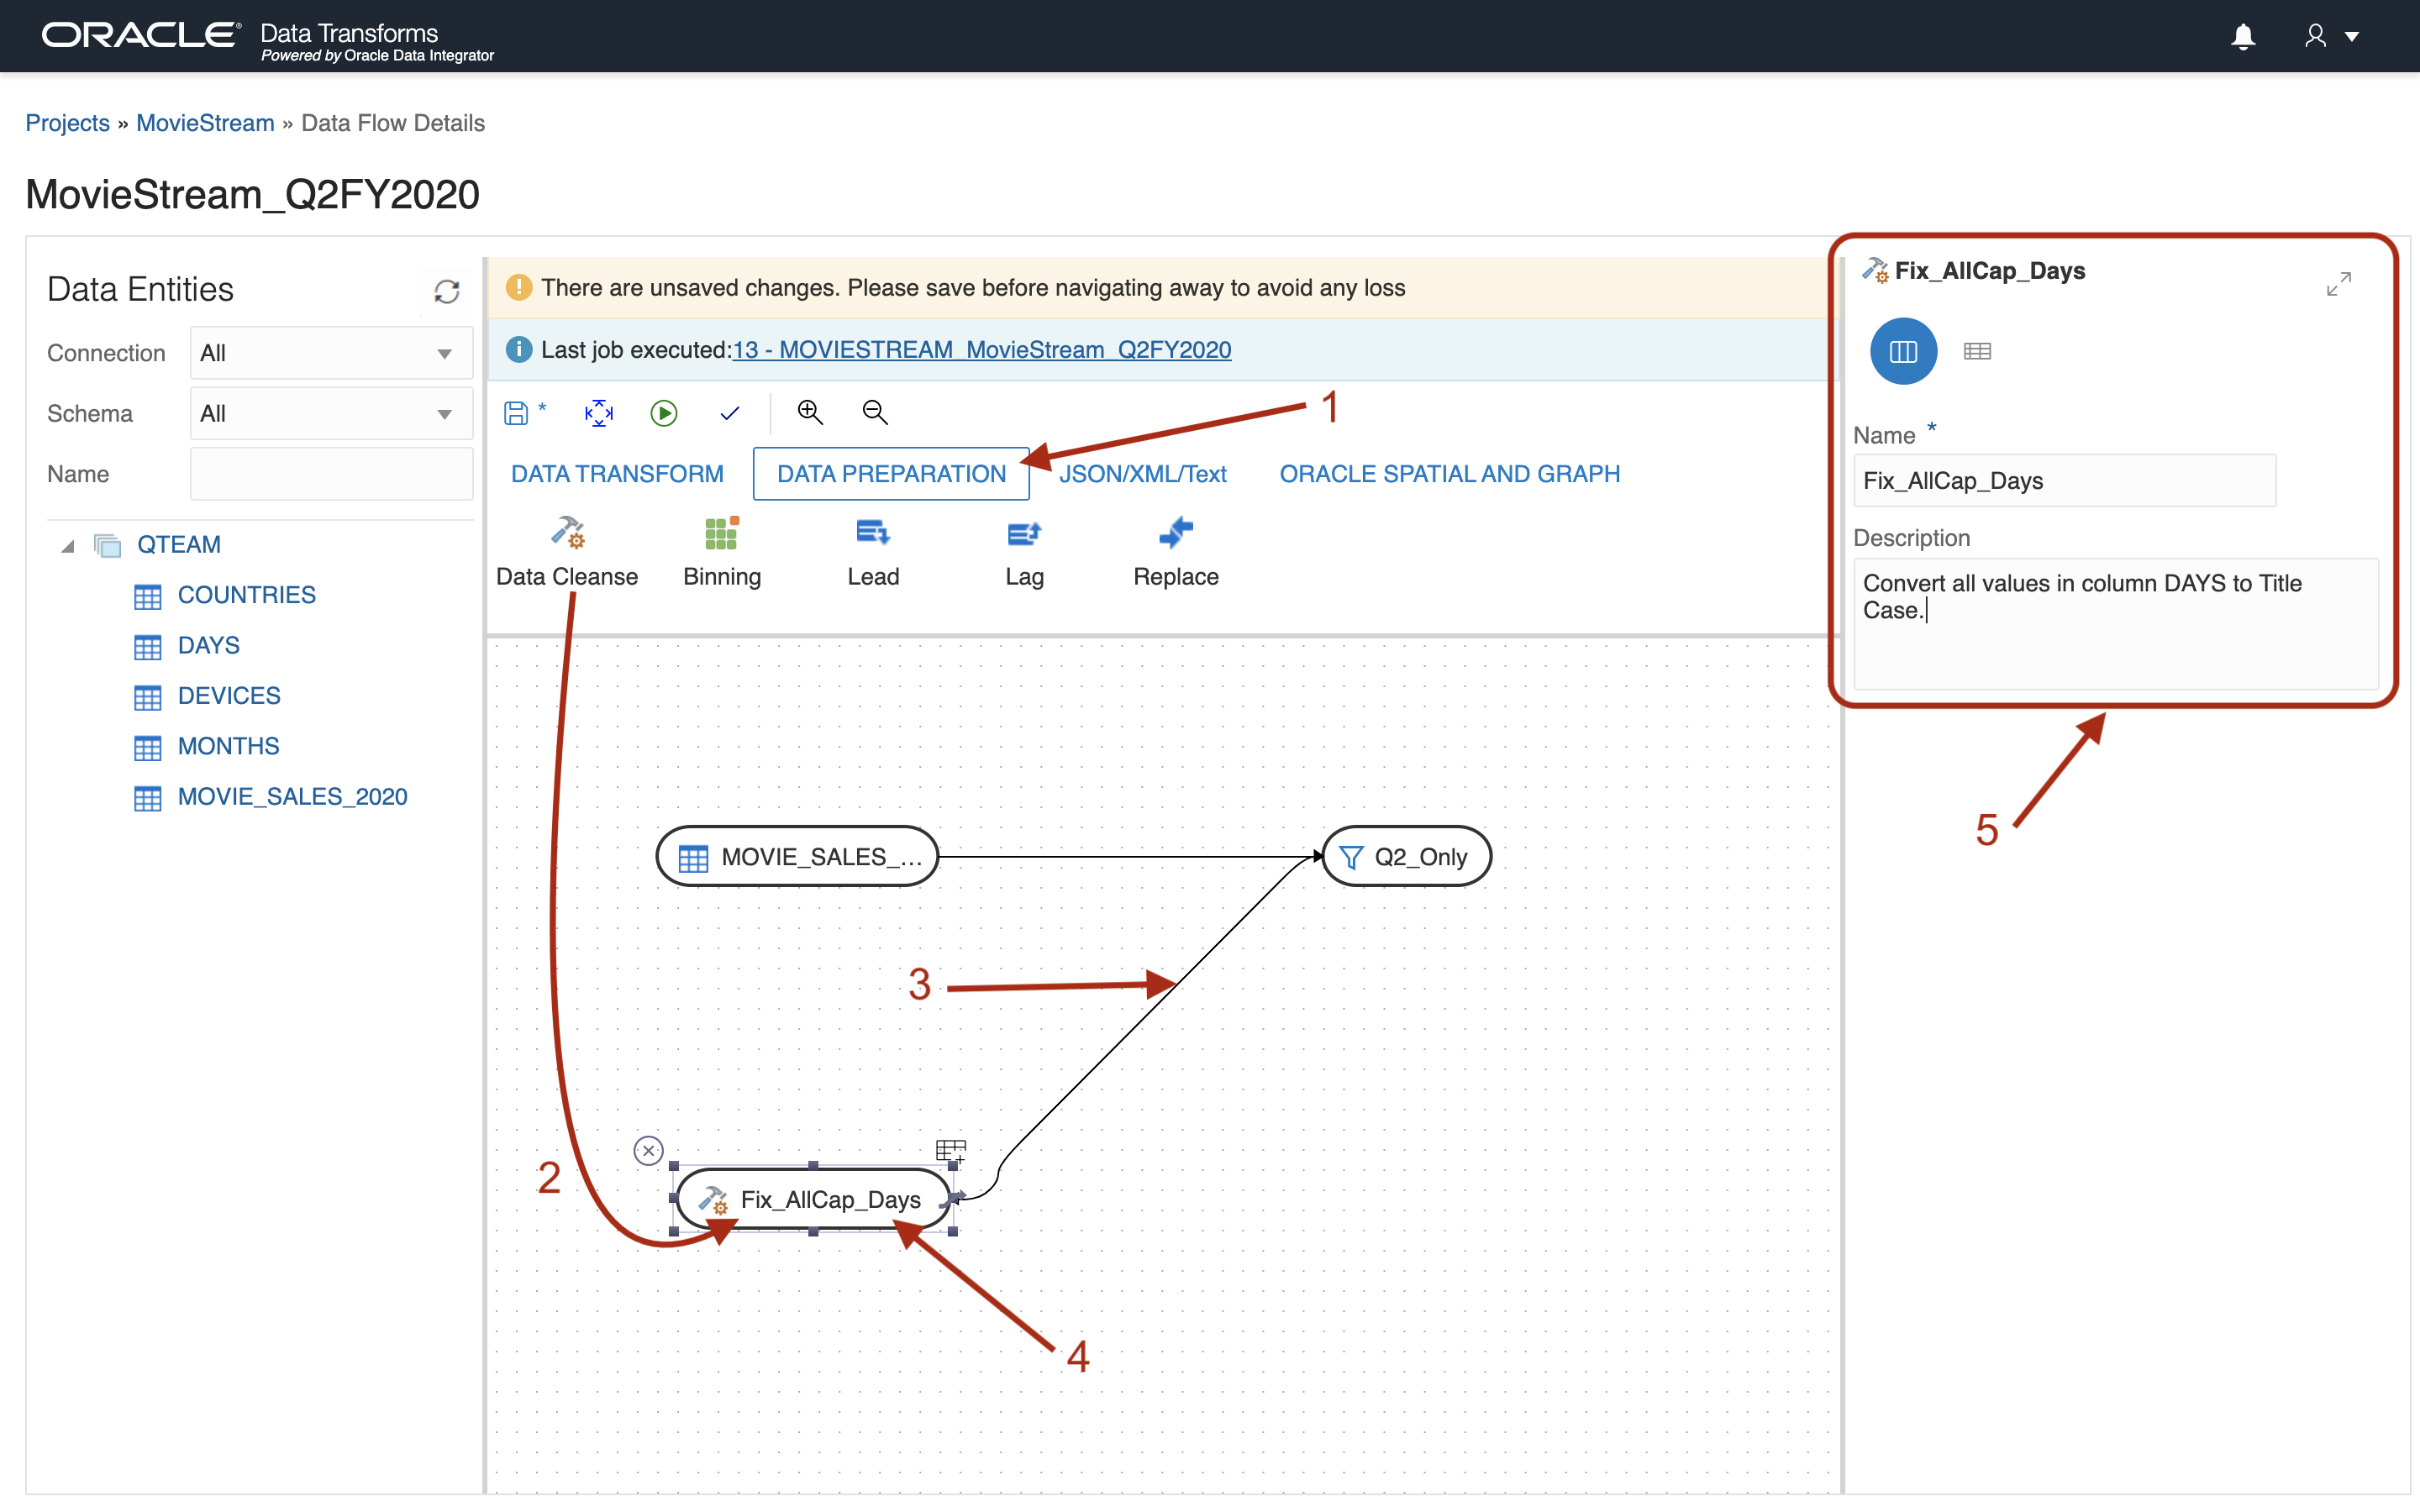 ORACLE® Data Transforms
Powered by Oracle Data Integrator
Projects » MovieStream » Data Flow Details
MovieStream_Q2FY2020
Data Entities
Connection All
Schema All
Name
QTEAM
COUNTRIES
DAYS
DEVICES
MONTHS
MOVIE_SALES_2020
There are unsaved changes. Please save before navigating away to avoid any loss
Last job executed:13 - MOVIESTREAM_MovieStream_Q2FY2020
*
1
DATA TRANSFORM DATA PREPARATION JSON/XML/Text ORACLE SPATIAL AND GRAPH
Data Cleanse Binning Lead Lag Replace
MOVIE_SALES_... Q2_Only
3
2
Fix_AllCap_Days
4
Fix_AllCap_Days
Name *
Fix_AllCap_Days
Description
Convert all values in column DAYS to Title
Case.
5